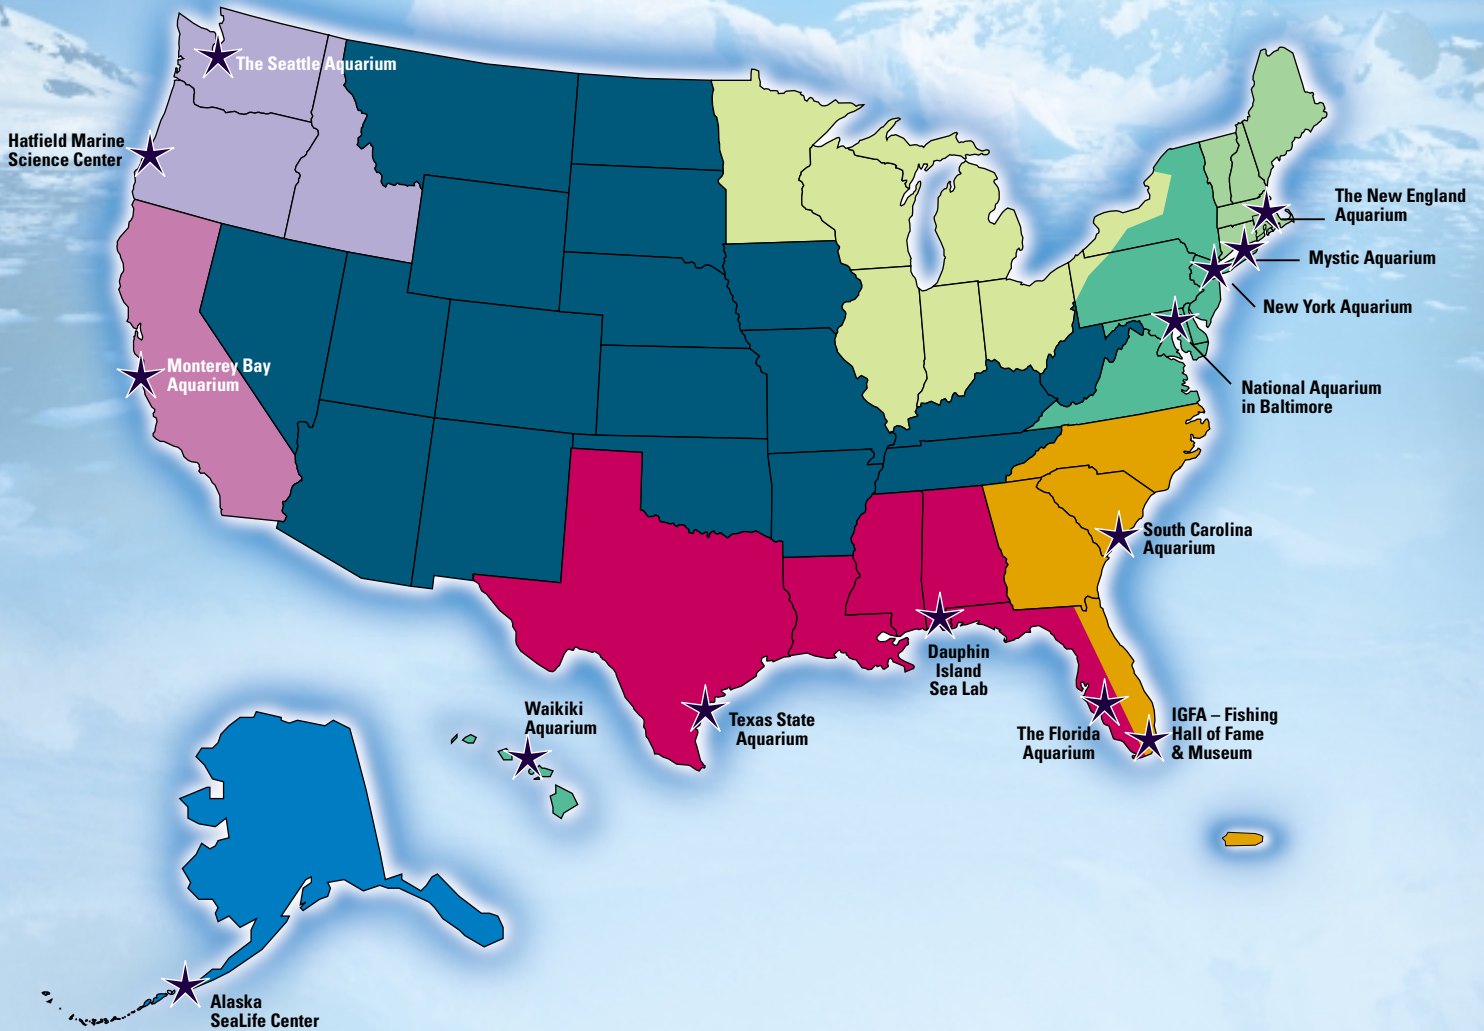 The Seattle Aquarium
Hatfield Marine
Science Center
The New England
Aquarium
Mystic Aquarium
New York Aquarium
Monterey Bay
Aquarium
National Aquarium
in Baltimore
South Carolina
Aquarium
Dauphin
Island
Sea Lab
Waikiki
Aquarium
Texas State
Aquarium
The Florida
Aquarium
IGFA – Fishing
Hall of Fame
& Museum
Alaska
SeaLife Center